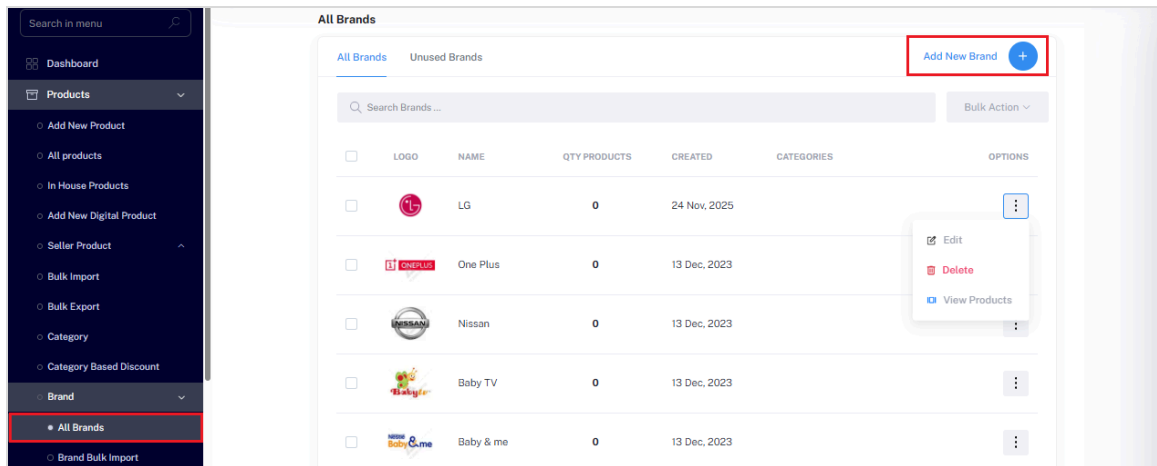 Search in menu
Dashboard
Products
Add New Product
All products
In House Products
Add New Digital Product
Seller Product
Bulk Import
Bulk Export
Category
Category Based Discount
Brand
All Brands
Brand Bulk Import
All Brands
All Brands Unused Brands Add New Brand +
Search Brands ... Bulk Action
LOGO NAME QTY PRODUCTS CREATED CATEGORIES OPTIONS
LG LG 0 24 Nov, 2025
Edit
Delete
View Products
ONEPLUS One Plus 0 13 Dec, 2023
NISSAN Nissan 0 13 Dec, 2023
Baby TV 0 13 Dec, 2023
Baby & me Baby & me 0 13 Dec, 2023